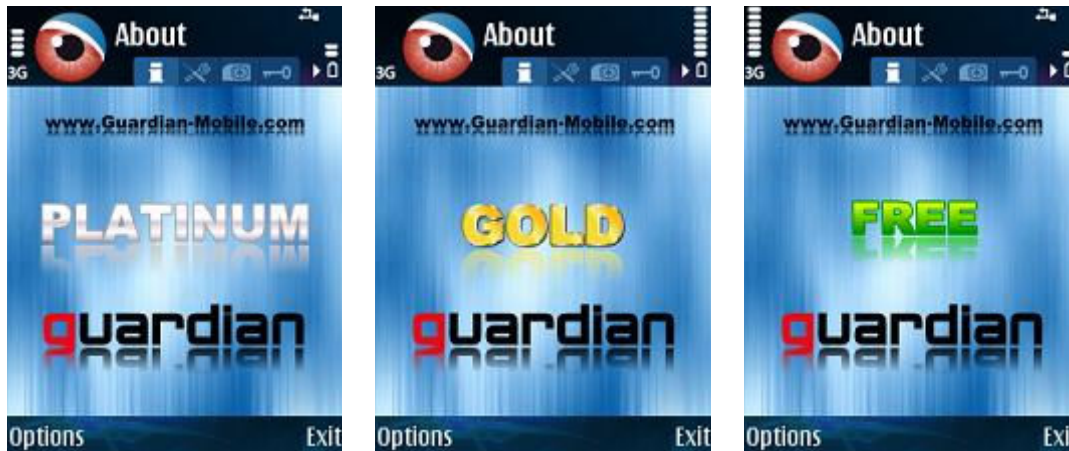 About
3G
www.Guardian-Mobile.com
PLATINUM
guardian
Options Exit
About
3G
www.Guardian-Mobile.com
GOLD
guardian
Options Exit
About
3G
www.Guardian-Mobile.com
FREE
guardian
Options Exi